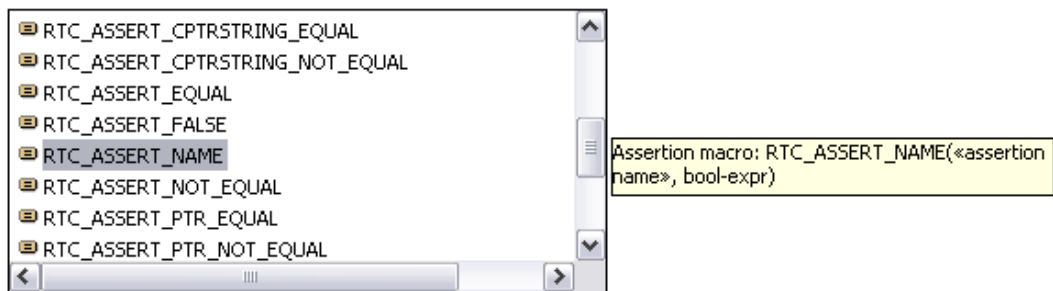 RTC_ASSERT_CPTRSTRING_EQUAL
RTC_ASSERT_CPTRSTRING_NOT_EQUAL
RTC_ASSERT_EQUAL
RTC_ASSERT_FALSE
RTC_ASSERT_NAME
RTC_ASSERT_NOT_EQUAL
RTC_ASSERT_PTR_EQUAL
RTC_ASSERT_PTR_NOT_EQUAL
Assertion macro: RTC_ASSERT_NAME(«assertion
name», bool-expr)